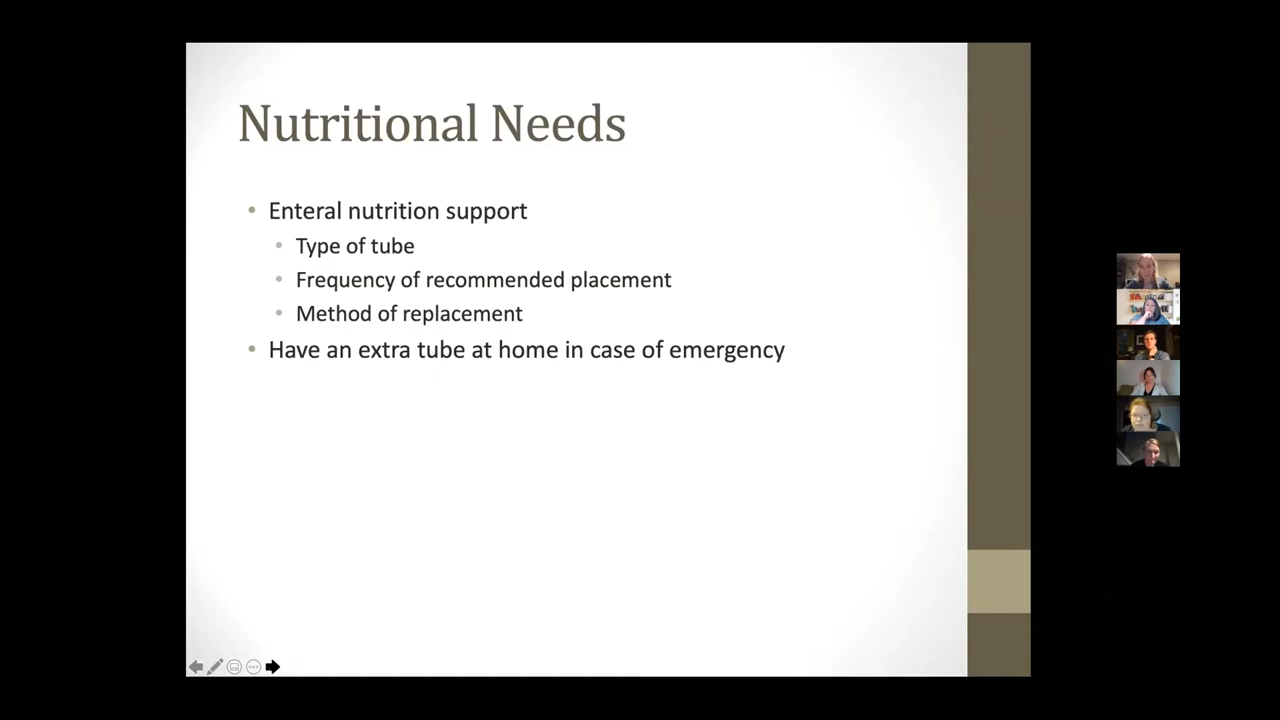 Nutritional Needs
Enteral nutrition support
Type of tube
Frequency of recommended placement
Method of replacement
Have an extra tube at home in case of emergency